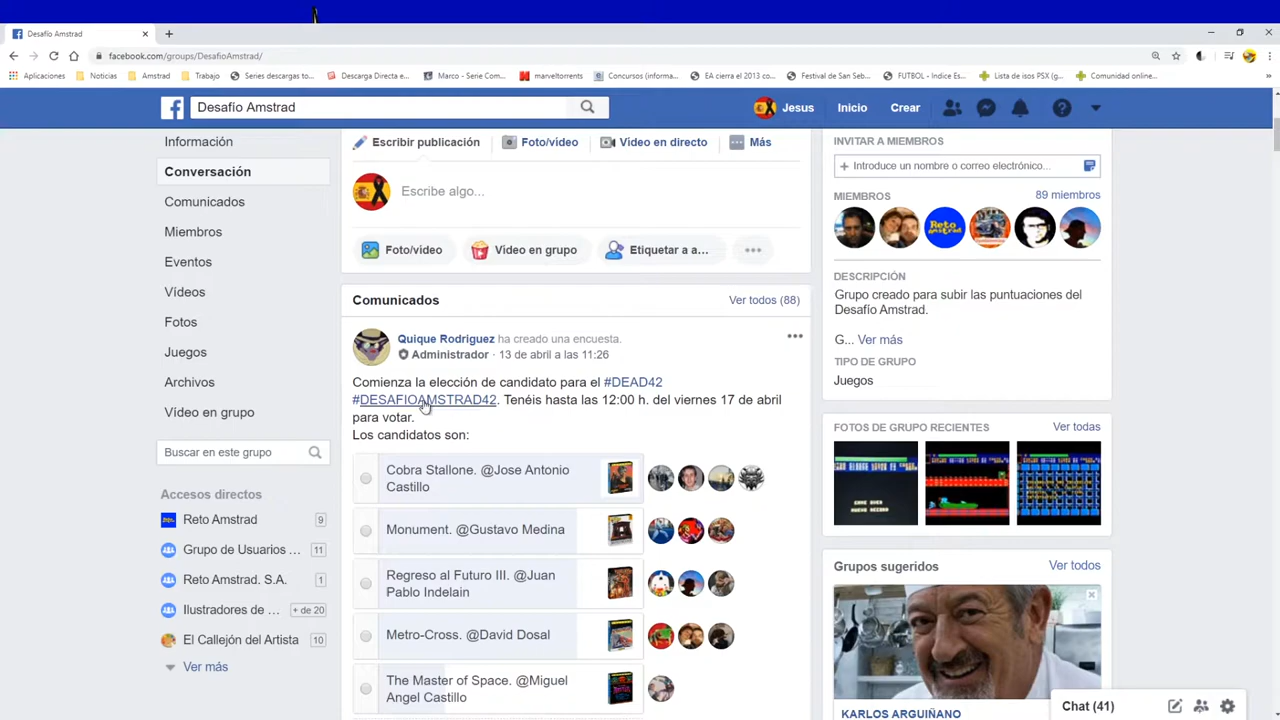 Desafío Amstrad
facebook.com/groups/DesafioAmstrad/
Aplicaciones
Noticias
Amstrad
Trabajo
Series descargas to...
Descarga Directa e...
Marco - Serie Com...
marveltorrents
Concursos (informa...
EA cierra el 2013 co...
Festival de San Seb...
FUTBOL - Indice Es...
Lista de isos PSX (g...
Comunidad online...
»
Desafío Amstrad
Jesus
Inicio
Crear
Información
Conversación
Comunicados
Miembros
Eventos
Vídeos
Fotos
Juegos
Archivos
Vídeo en grupo
Buscar en este grupo
Accesos directos
Reto Amstrad 9
Grupo de Usuarios ... 11
Reto Amstrad. S.A. 1
Ilustradores de ... + de 20
El Callejón del Artista 10
Ver más
Escribir publicación
Foto/vídeo
Vídeo en directo
Más
Escribe algo...
Foto/vídeo
Vídeo en grupo
Etiquetar a a...
Comunicados
Ver todos (88)
Quique Rodriguez ha creado una encuesta.
Administrador · 13 de abril a las 11:26
Comienza la elección de candidato para el #DEAD42
#DESAFIOAMSTRAD42. Tenéis hasta las 12:00 h. del viernes 17 de abril
para votar.
Los candidatos son:
Cobra Stallone. @Jose Antonio
Castillo
Monument. @Gustavo Medina
Regreso al Futuro III. @Juan
Pablo Indelain
Metro-Cross. @David Dosal
The Master of Space. @Miguel
Angel Castillo
INVITAR A MIEMBROS
+ Introduce un nombre o correo electrónico...
MIEMBROS
89 miembros
Reto
Amstrad
DESCRIPCIÓN
Grupo creado para subir las puntuaciones del
Desafío Amstrad.
G... Ver más
TIPO DE GRUPO
Juegos
FOTOS DE GRUPO RECIENTES
Ver todas
GAME OVER
Grupos sugeridos
Ver todos
KARLOS ARGUIÑANO
Chat (41)